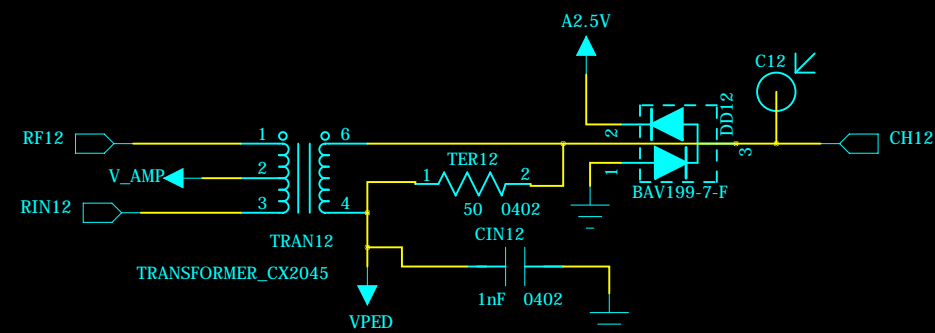 A2.5V
C12
RF12
1
6
2
DD12
CH12
V_AMP
2
TER12
1
2
1
3
BAV199-7-F
RIN12
3
4
50 0402
TRAN12
CIN12
TRANSFORMER_CX2045
1nF 0402
VPED